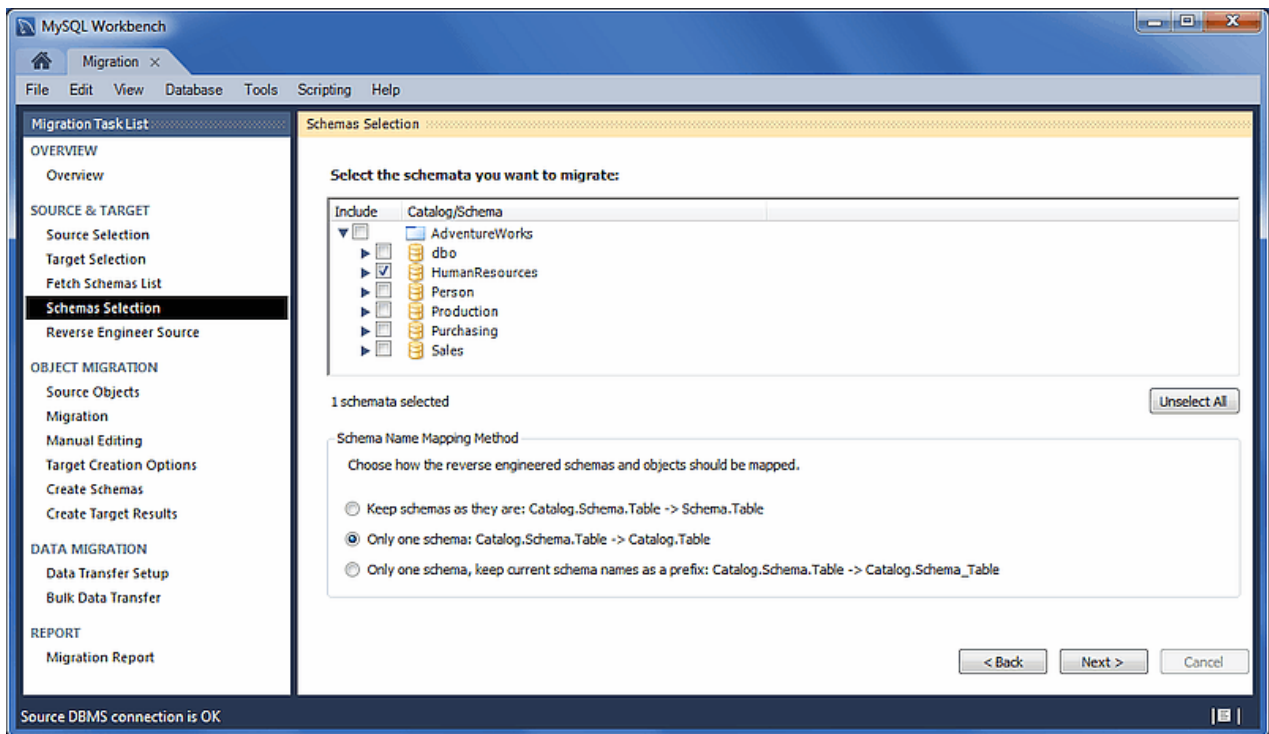 MySQL Workbench
Migration ×
File Edit View Database Tools Scripting Help
Migration Task List
OVERVIEW
Overview
SOURCE & TARGET
Source Selection
Target Selection
Fetch Schemas List
Schemas Selection
Reverse Engineer Source
OBJECT MIGRATION
Source Objects
Migration
Manual Editing
Target Creation Options
Create Schemas
Create Target Results
DATA MIGRATION
Data Transfer Setup
Bulk Data Transfer
REPORT
Migration Report
Schemas Selection
Select the schemata you want to migrate:
Include Catalog/Schema
AdventureWorks
dbo
HumanResources
Person
Production
Purchasing
Sales
1 schemata selected
Unselect All
Schema Name Mapping Method
Choose how the reverse engineered schemas and objects should be mapped.
Keep schemas as they are: Catalog.Schema.Table -> Schema.Table
Only one schema: Catalog.Schema.Table -> Catalog.Table
Only one schema, keep current schema names as a prefix: Catalog.Schema.Table -> Catalog.Schema_Table
< Back Next > Cancel
Source DBMS connection is OK